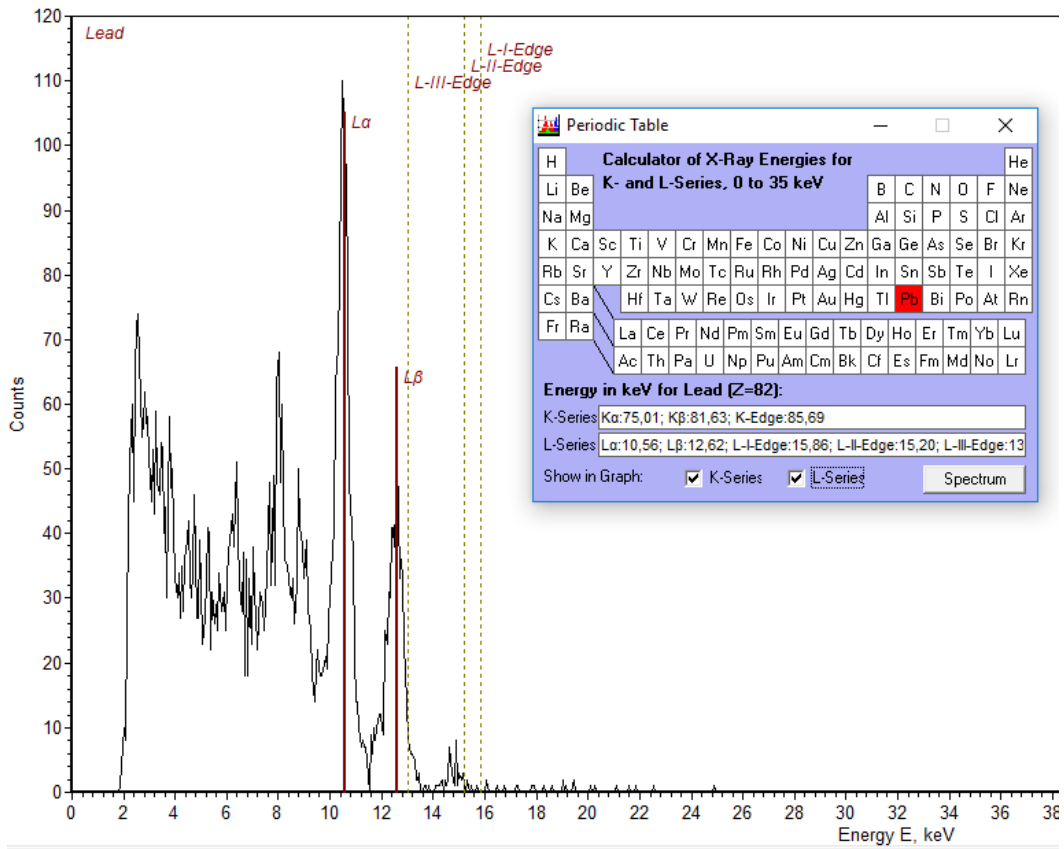 120
110
100
90
80
70
60
50
40
30
20
10
0
Counts
Lead
L-I-Edge
L-II-Edge
L-III-Edge
Lα
Lβ
0 2 4 6 8 10 12 14 16 18 20 22 24 26 28 30 32 34 36 38
Energy E, keV
Periodic Table
Calculator of X-Ray Energies for
K- and L-Series, 0 to 35 keV
H He
Li Be B C N O F Ne
Na Mg Al Si P S Cl Ar
K Ca Sc Ti V Cr Mn Fe Co Ni Cu Zn Ga Ge As Se Br Kr
Rb Sr Y Zr Nb Mo Tc Ru Rh Pd Ag Cd In Sn Sb Te I Xe
Cs Ba Hf Ta W Re Os Ir Pt Au Hg Tl Pb Bi Po At Rn
Fr Ra
La Ce Pr Nd Pm Sm Eu Gd Tb Dy Ho Er Tm Yb Lu
Ac Th Pa U Np Pu Am Cm Bk Cf Es Fm Md No Lr
Energy in keV for Lead (Z=82):
K-Series Kα:75,01; Kβ:81,63; K-Edge:85,69
L-Series Lα:10,56; Lβ:12,62; L-I-Edge:15,86; L-II-Edge:15,20; L-III-Edge:13
Show in Graph: K-Series L-Series Spectrum